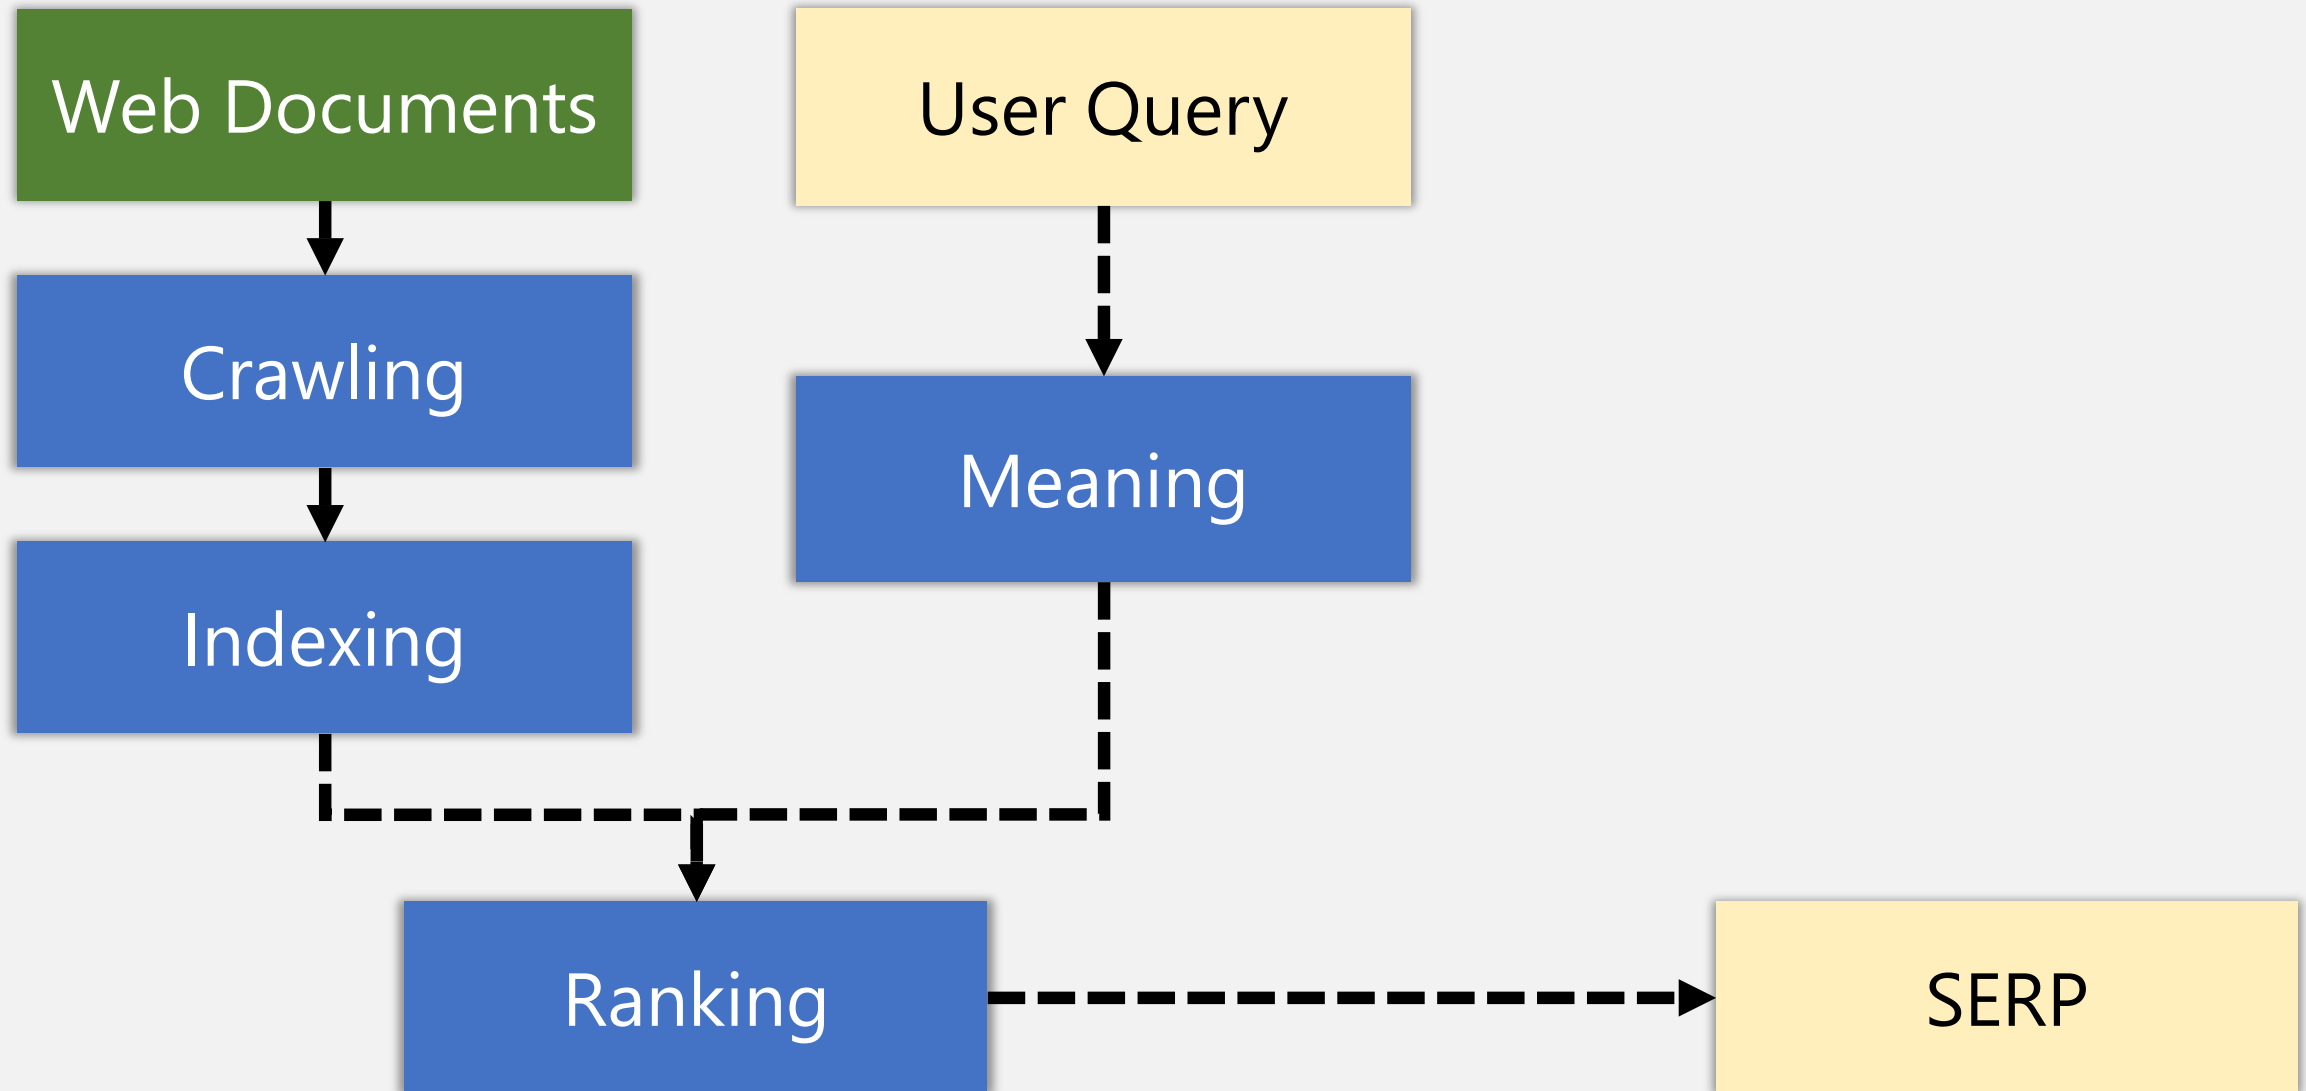 Web Documents
User Query
Crawling
Meaning
Indexing
Ranking
SERP